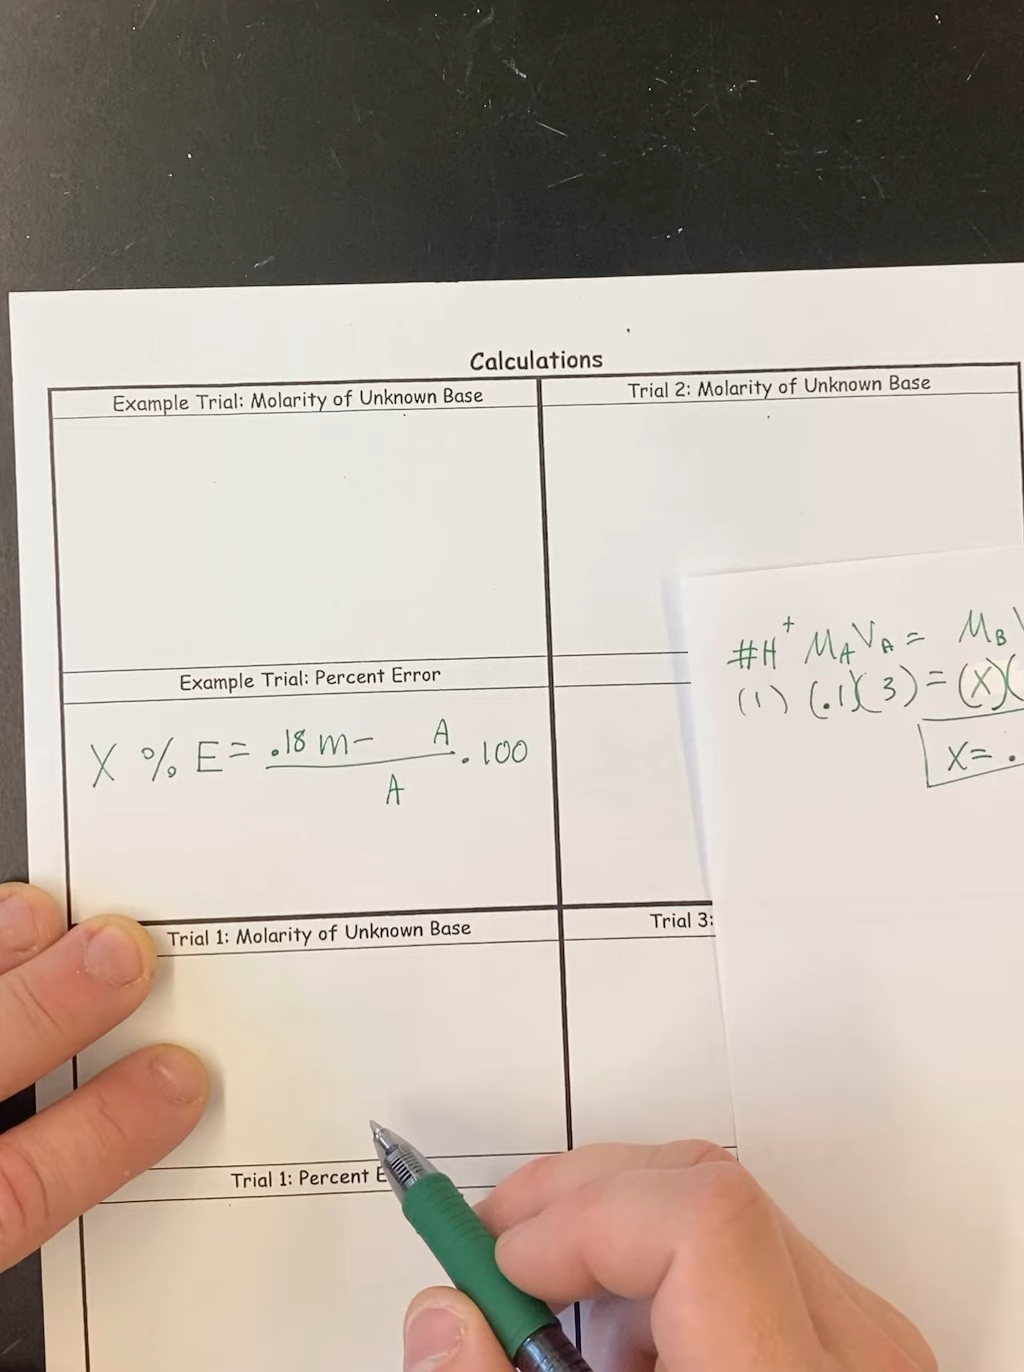 Calculations
Example Trial: Molarity of Unknown Base
Trial 2: Molarity of Unknown Base
Example Trial: Percent Error
X % E = .18 m - A
A
. 100
#H+ MAVA = MB
(1) (.1)(3) = (X)(
X = .
Trial 1: Molarity of Unknown Base
Trial 3:
Trial 1: Percent E